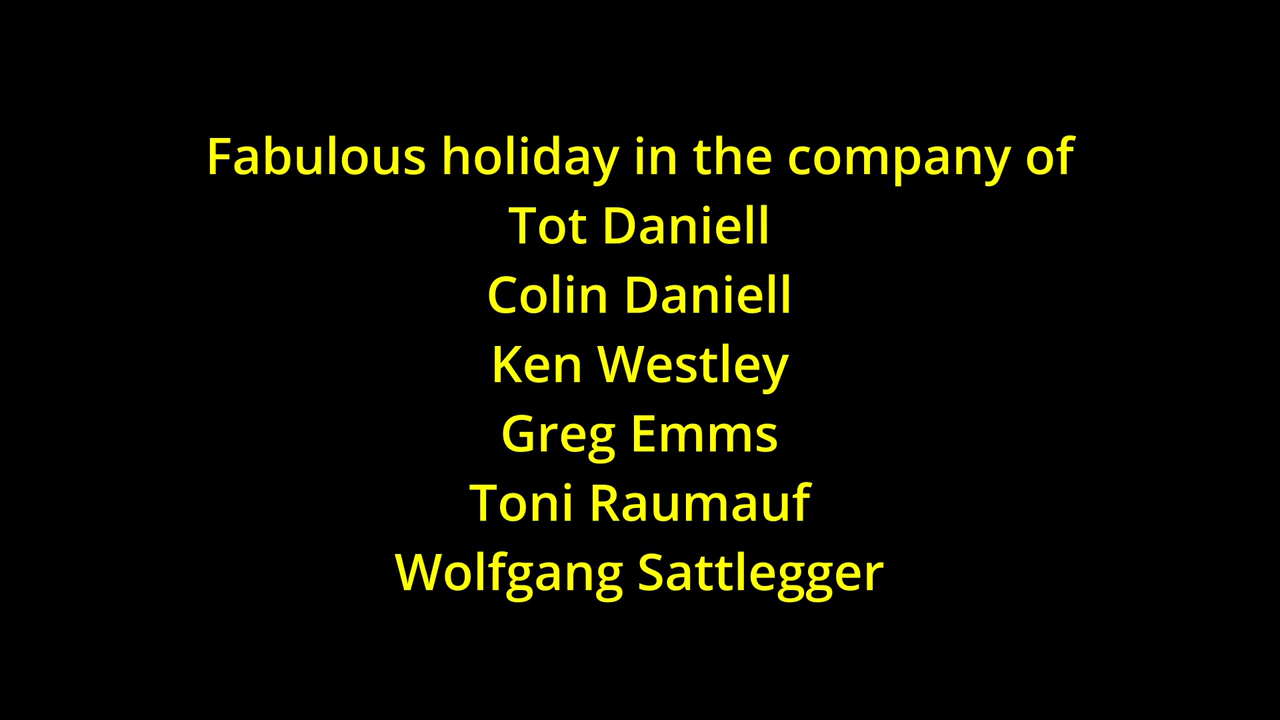 Fabulous holiday in the company of
Tot Daniell
Colin Daniell
Ken Westley
Greg Emms
Toni Raumauf
Wolfgang Sattlegger